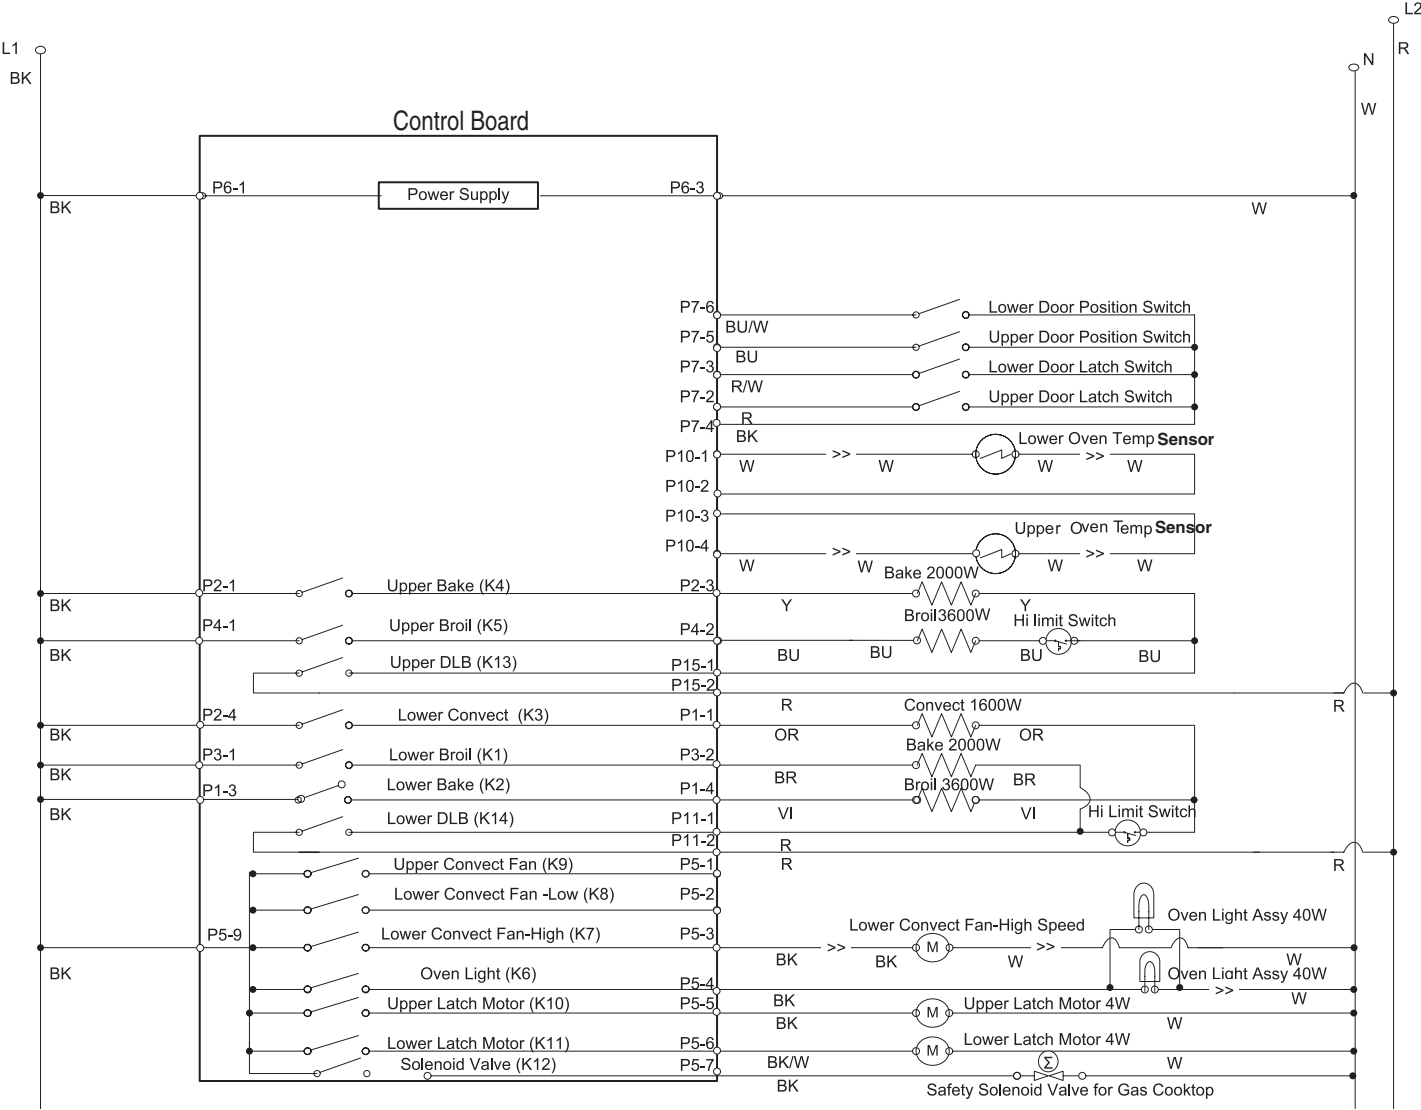 L2
L1
R
N
BK
W
Control Board
P6-1
Power Supply
P6-3
BK
W
P7-6
Lower Door Position Switch
BU/W
P7-5
Upper Door Position Switch
BU
P7-3
Lower Door Latch Switch
R/W
P7-2
Upper Door Latch Switch
R
P7-4
BK
Lower Oven Temp Sensor
P10-1
>>
>>
W
W
W
W
P10-2
P10-3
Upper Oven Temp Sensor
P10-4
>>
>>
W
W
W
W
Bake 2000W
P2-1
Upper Bake (K4)
P2-3
BK
Y
Y
Broil3600W
Hi limit Switch
P4-1
Upper Broil (K5)
P4-2
BK
BU
BU
BU
BU
Upper DLB (K13)
P15-1
P15-2
R
R
Convect 1600W
P2-4
Lower Convect (K3)
P1-1
BK
OR
OR
Bake 2000W
P3-1
Lower Broil (K1)
P3-2
BK
BR
BR
Broil 3600W
P1-3
Lower Bake (K2)
P1-4
BK
VI
VI
Hi Limit Switch
Lower DLB (K14)
P11-1
P11-2
R
R
R
Upper Convect Fan (K9)
P5-1
Lower Convect Fan -Low (K8)
P5-2
Oven Light Assy 40W
Lower Convect Fan-High Speed
P5-9
Lower Convect Fan-High (K7)
P5-3
>>
M
>>
BK
BK
BK
W
W
Oven Light (K6)
P5-4
Oven Light Assy 40W
>>
BK
W
Upper Latch Motor (K10)
P5-5
Upper Latch Motor 4W
M
BK
W
Lower Latch Motor (K11)
P5-6
Lower Latch Motor 4W
M
BK/W
W
Solenoid Valve (K12)
P5-7
Σ
BK
Safety Solenoid Valve for Gas Cooktop